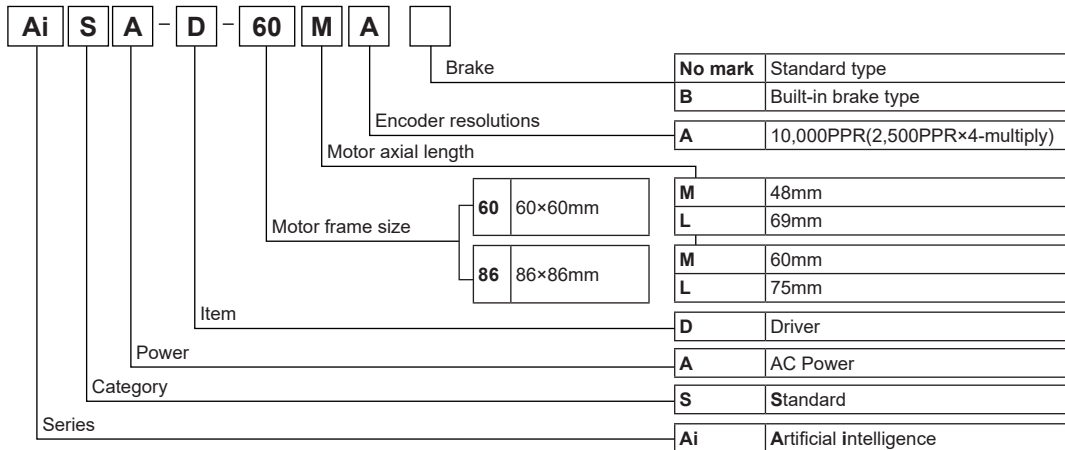 Ai S A - D - 60 M A
Brake
No mark Standard type
B Built-in brake type
Encoder resolutions
A 10,000PPR(2,500PPR×4-multiply)
Motor axial length
M 48mm
L 69mm
60 60×60mm
Motor frame size
86 86×86mm
M 60mm
L 75mm
Item
D Driver
Power
A AC Power
Category
S Standard
Series
Ai Artificial intelligence